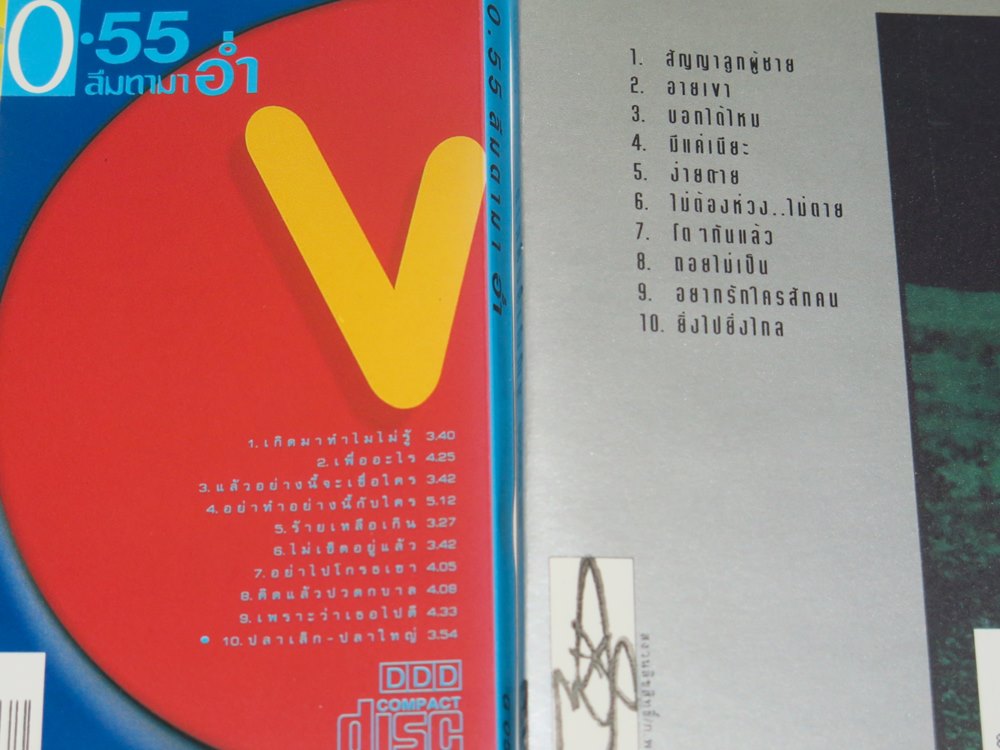 0.55
ลืมตามาอ่ำ
1. เกิดมาทำไมไม่รู้ 3.40
2. เพื่ออะไร 4.25
3. แล้วอย่างนี้จะเชื่อใคร 3.42
4. อย่าทำอย่างนี้กับใคร 5.12
5. ร้ายเหลือเกิน 3.27
6. ไม่เข็ดอยู่แล้ว 3.42
7. อย่าไปโกรธเขา 4.05
8. คิดแล้วปวดกบาล 4.09
9. เพราะว่าเธอไปดี 4.33
10. ปลาเล็ก - ปลาใหญ่ 3.54
DDD
COMPACT
disc
0.55 ลืมตามา อ่ำ
1. สัญญาลูกผู้ชาย
2. อายเขา
3. บอกได้ไหม
4. มีแค่เนียะ
5. ง่ายดาย
6. ไม่ต้องห่วง..ไม่ตาย
7. โต ๆ กันแล้ว
8. ถอยไม่เป็น
9. อยากรักใครสักคน
10. ยิ่งไปยิ่งไกล